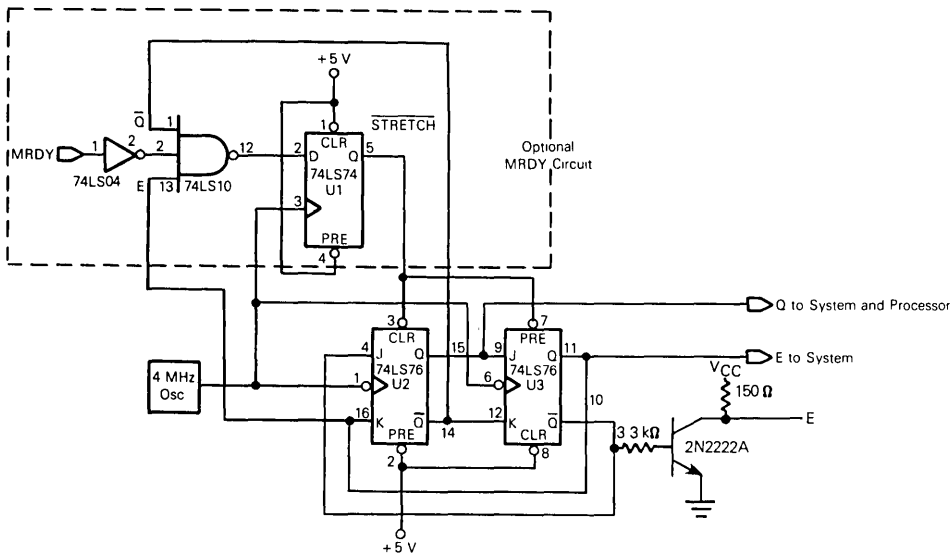 +5 V
Q̅
1
1
CLR
STRETCH
MRDY
1
2
2
12
2
D
Q
5
Optional
MRDY Circuit
74LS04
E
13
74LS10
74LS74
U1
3
PRE
4
Q to System and Processor
3
CLR
7
PRE
4
J
Q
15
9
J
Q
11
E to System
74LS76
U2
74LS76
U3
VCC
4 MHz
Osc
1
6
150 Ω
10
16
K
Q̅
14
12
K
Q̅
E
PRE
CLR
3 3 kΩ
2N2222A
2
8
+5 V